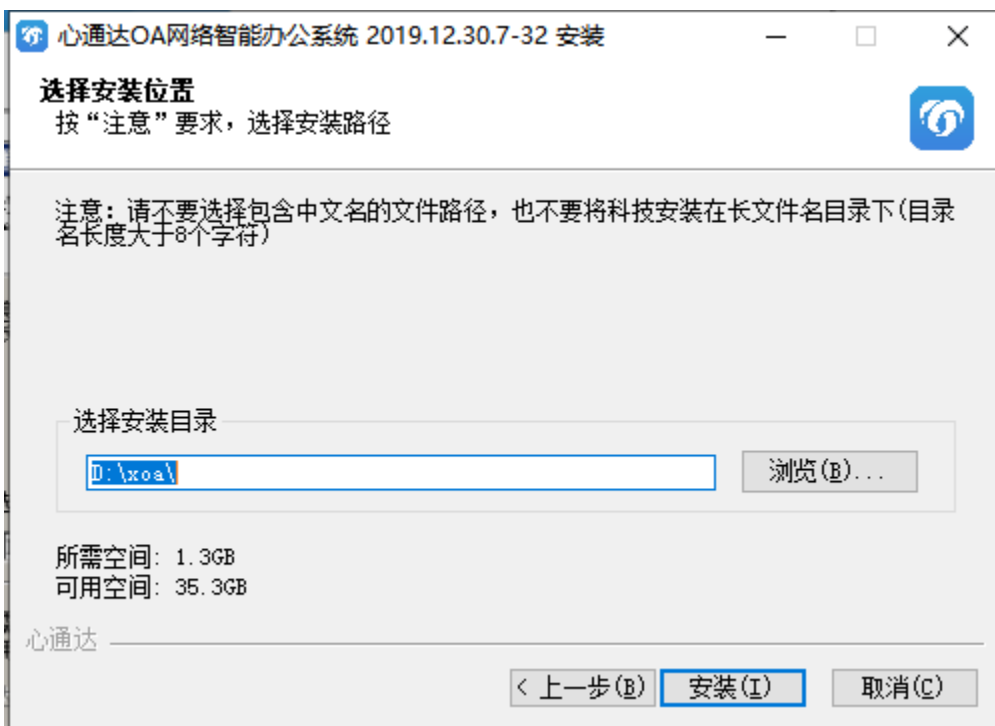 心通达OA网络智能办公系统 2019.12.30.7-32 安装
选择安装位置
按“注意”要求，选择安装路径
注意: 请不要选择包含中文名的文件路径，也不要将科技安装在长文件名目录下(目录
名长度大于8个字符)
选择安装目录
D:\xoa\
浏览(B)...
所需空间: 1.3GB
可用空间: 35.3GB
心通达
< 上一步(B)
安装(I)
取消(C)